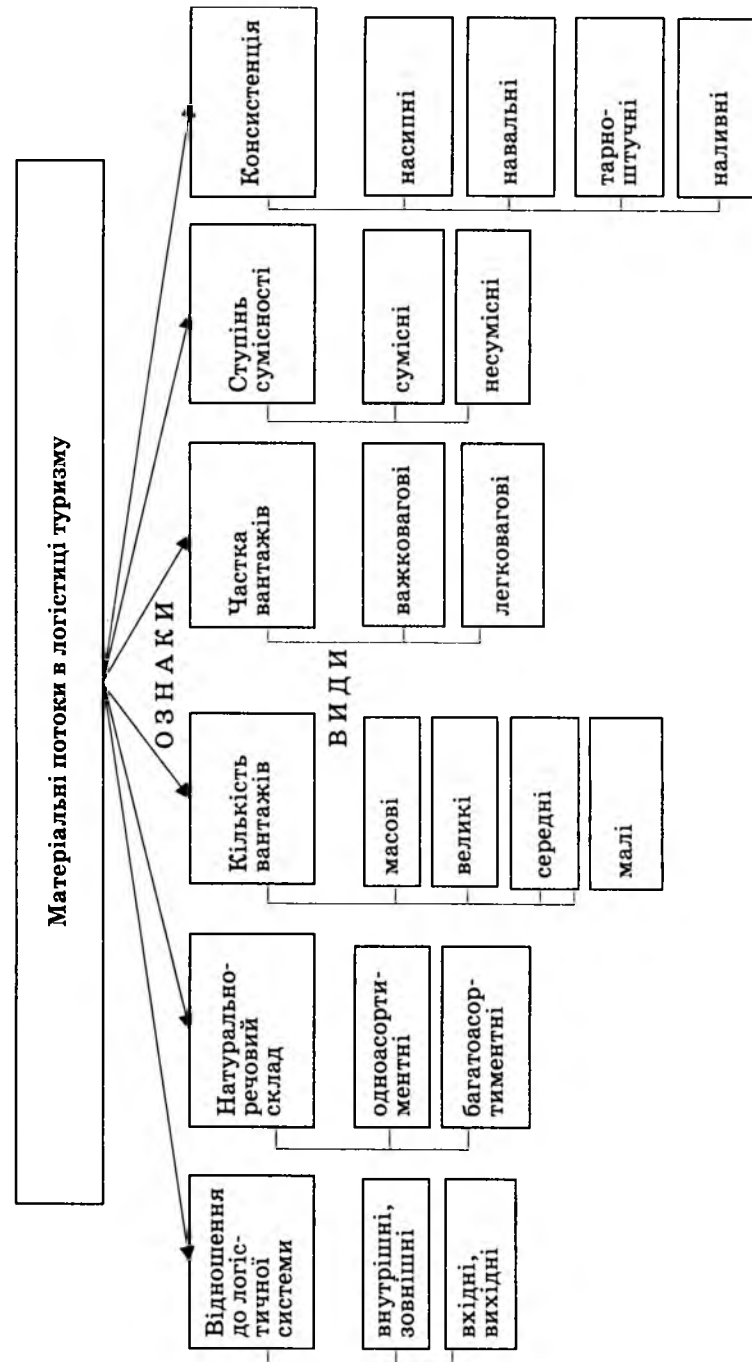 Матеріальні потоки в логістиці туризму
ОЗНАКИ
Відношення
до логіс-
тичної
системи
Натурально-
речовий
склад
Кількість
вантажів
Частка
вантажів
Ступінь
сумісності
Консистенція
ВИДИ
внутрішні,
зовнішні
вхідні,
вихідні
одноасорти-
ментні
багатоасор-
тиментні
масові
великі
середні
малі
важковагові
легковагові
сумісні
несумісні
насипні
навальні
тарно-
штучні
наливні